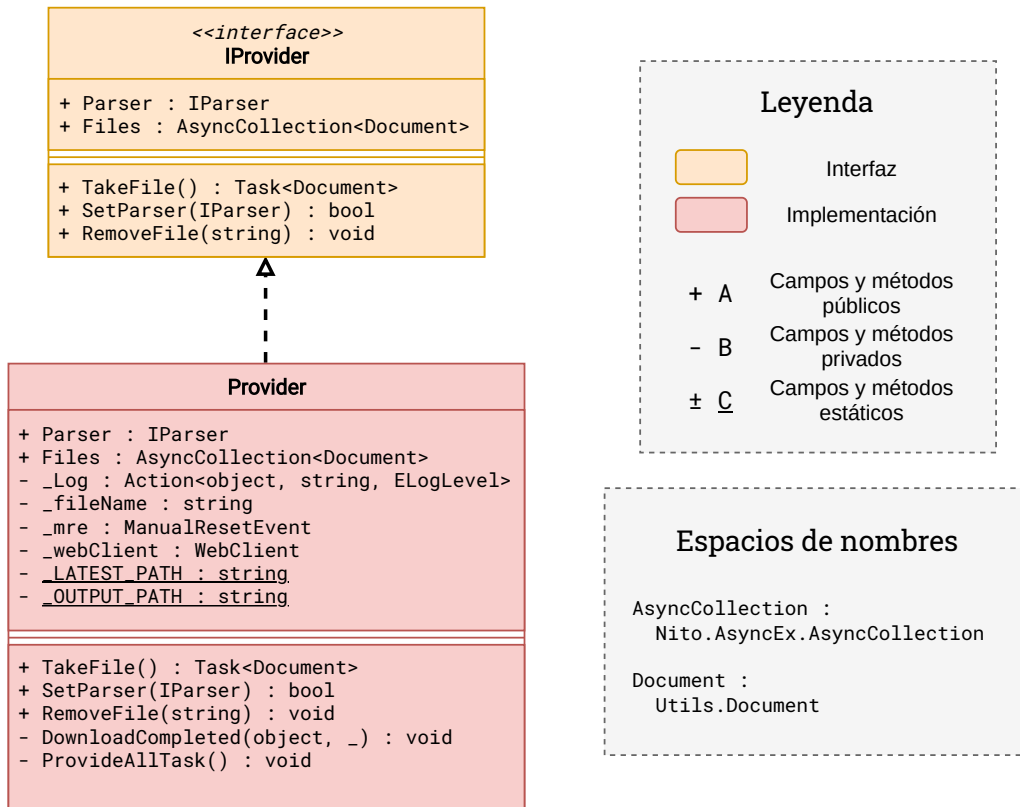 <<interface>>
IProvider
+ Parser : IParser
+ Files : AsyncCollection<Document>
+ TakeFile() : Task<Document>
+ SetParser(IParser) : bool
+ RemoveFile(string) : void
Provider
+ Parser : IParser
+ Files : AsyncCollection<Document>
- _Log : Action<object, string, ELogLevel>
- _fileName : string
- _mre : ManualResetEvent
- _webClient : WebClient
- _LATEST_PATH : string
- _OUTPUT_PATH : string
+ TakeFile() : Task<Document>
+ SetParser(IParser) : bool
+ RemoveFile(string) : void
- DownloadCompleted(object, _) : void
- ProvideAllTask() : void
Leyenda
Interfaz
Implementación
+ A Campos y métodos
públicos
- B Campos y métodos
privados
± C Campos y métodos
estáticos
Espacios de nombres
AsyncCollection :
Nito.AsyncEx.AsyncCollection
Document :
Utils.Document